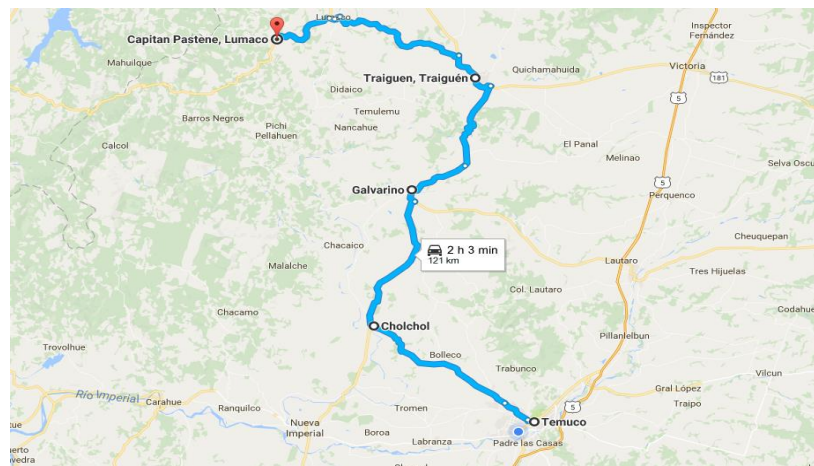 Inspector
Fernández
Capitan Pastene, Lumaco
Mahuilque
Victoria
181
Quichamahuida
Traiguen, Traiguén
5
Didaico
Temulemu
Barros Negros
Pichi
Pellahuen
Nancahue
Calcol
El Panal
Melinao
Selva Osc
5
Galvarino
Perquenco
Cheuquepan
Chacaico
2 h 3 min
121 km
Malalche
Lautaro
Tres Hijuelas
Col. Lautaro
Chacamo
Codahue
Cholchol
Pillanlelbun
Trovolhue
Bolleco
Trabunco
Vilcun
Gral López
Río Imperial
Carahue
Ranquilco
Tromen
5
Traipo
Temuco
Nueva
Imperial
Boroa
Labranza
Padre las Casas